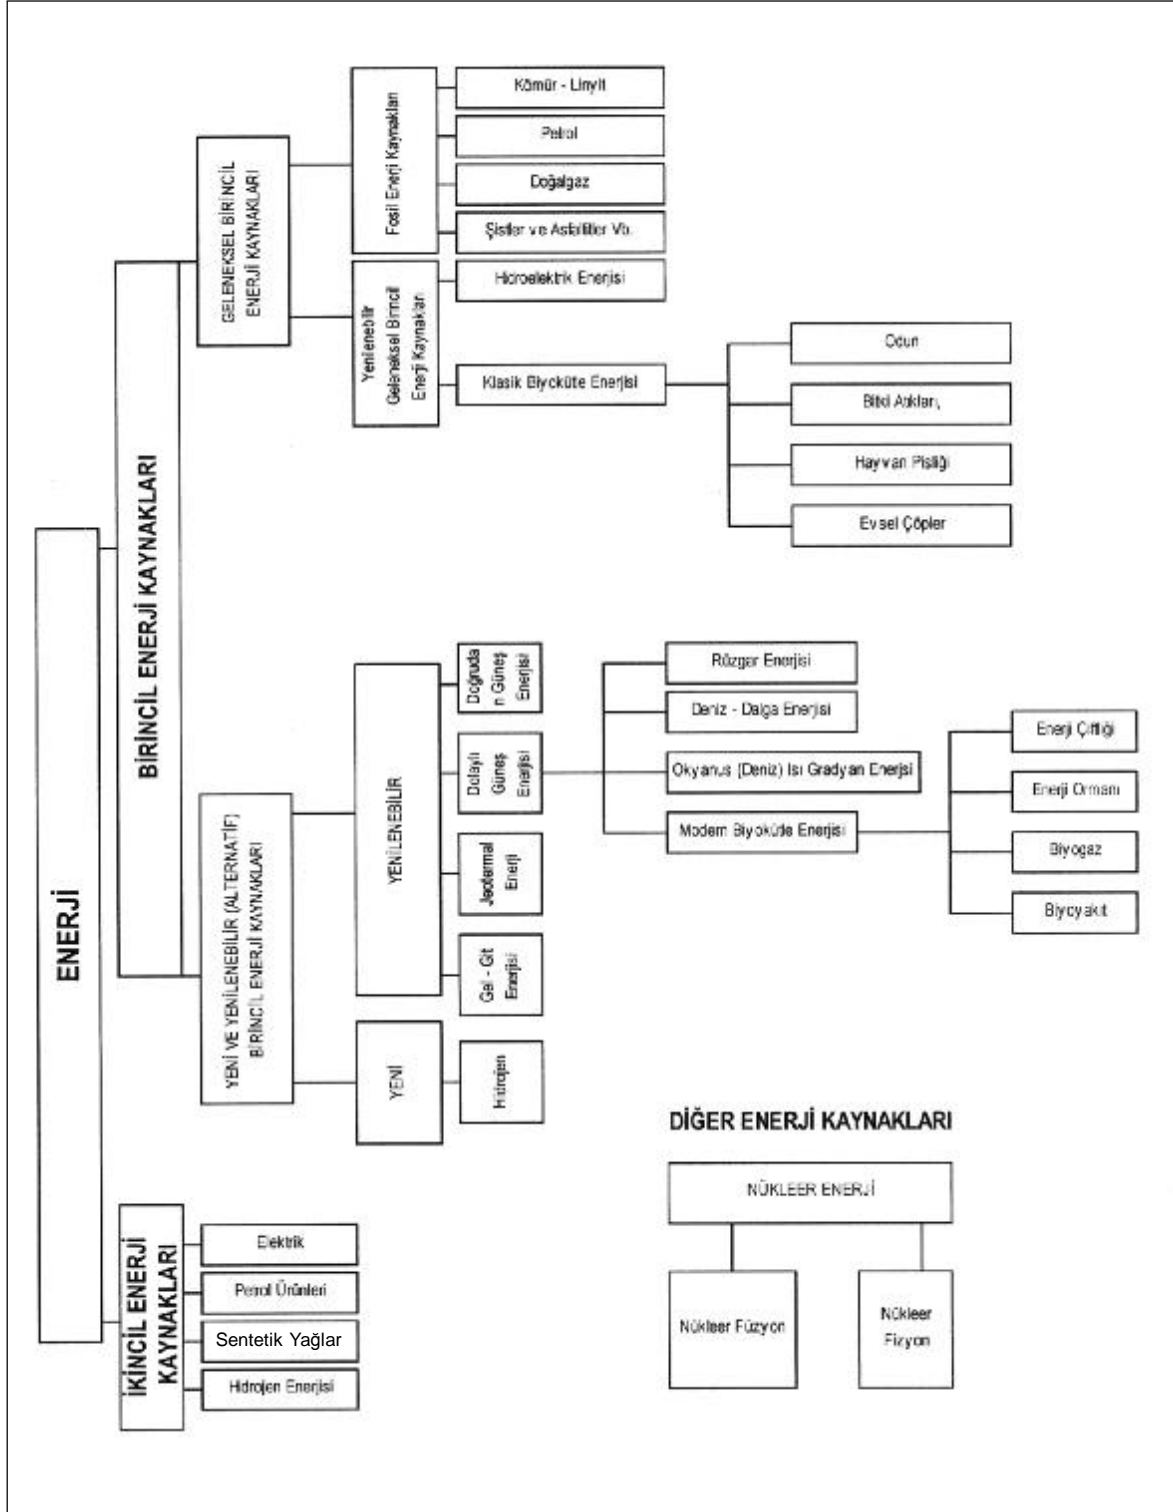 ENERJİ
BİRİNCİL ENERJİ KAYNAKLARI
GELENEKSEL BİRİNCİL
ENERJİ KAYNAKLARI
Fosil Enerji Kaynakları
Kömür - Linyit
Petrol
Doğalgaz
Şistler ve Asfaltitler Vb.
Yenilenebilir
Geleneksel Birincil
Enerji Kaynakları
Hidroelektrik Enerjisi
Klasik Biyokütle Enerjisi
Odun
Bitki Atıkları,
Hayvan Pisliği
Evsel Çöpler
YENİ VE YENİLENEBİLİR (ALTERNATİF)
BİRİNCİL ENERJİ KAYNAKLARI
YENİLENEBİLİR
Doğruda
n Güneş
Enerjisi
Dolaylı
Güneş
Enerjisi
Rüzgar Enerjisi
Deniz - Dalga Enerjisi
Okyanus (Deniz) Isı Gradyan Enerjsi
Modern Biyokütle Enerjisi
Enerji Çiftliği
Enerji Ormanı
Biyogaz
Biyoyakıt
Jeotermal
Enerji
Gel - Git
Enerjisi
YENİ
Hidrojen
İKİNCİL ENERJİ
KAYNAKLARI
Elektrik
Petrol Ürünleri
Sentetik Yağlar
Hidrojen Enerjisi
DİĞER ENERJİ KAYNAKLARI
NÜKLEER ENERJİ
Nükleer Füzyon
Nükleer
Fizyon